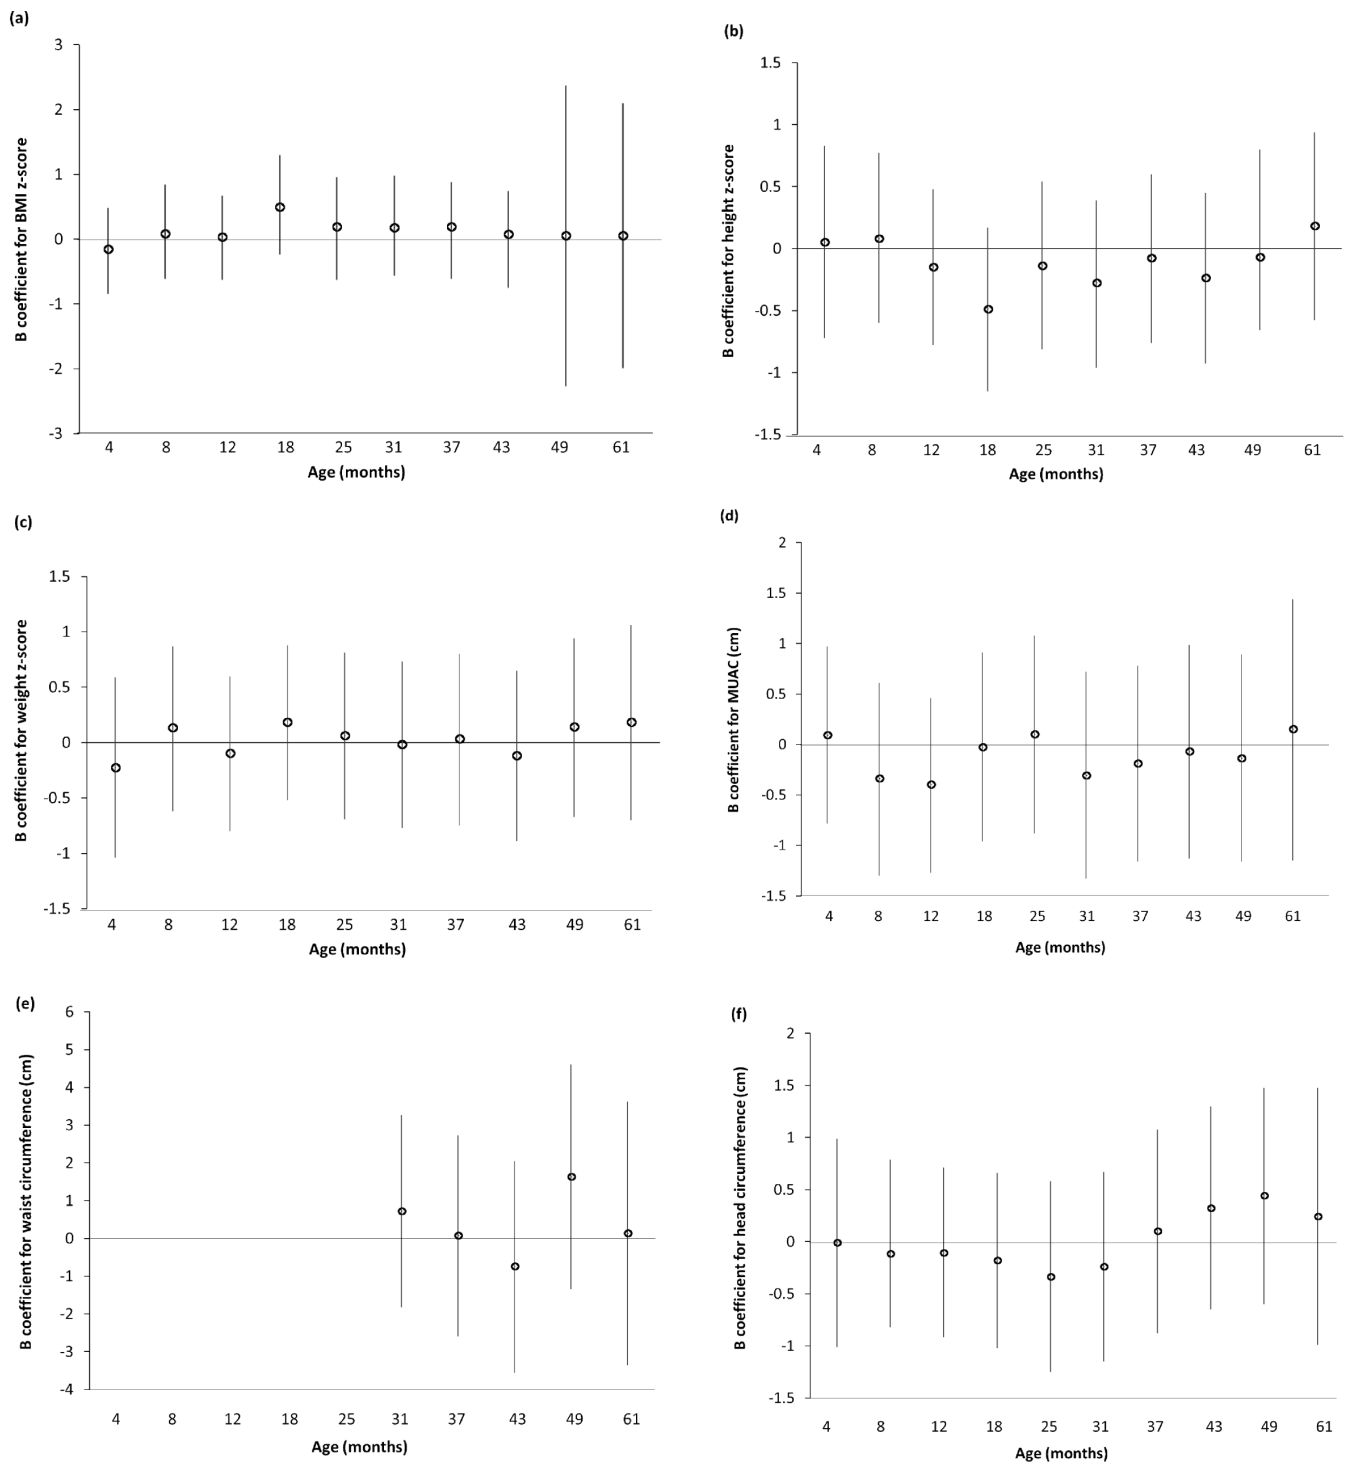 (a)
3
2
1
0
-1
-2
-3
B coefficient for BMI z-score
4 8 12 18 25 31 37 43 49 61
Age (months)
(b)
1.5
1
0.5
0
-0.5
-1
-1.5
B coefficient for height z-score
4 8 12 18 25 31 37 43 49 61
Age (months)
(c)
1.5
1
0.5
0
-0.5
-1
-1.5
B cocient for weight z-score
4 8 12 18 25 31 37 43 49 61
Age (months)
(d)
2
1.5
1
0.5
0
-0.5
-1
-1.5
B coefficient for MUAC (cm)
4 8 12 18 25 31 37 43 49 61
Age (months)
(e)
6
5
4
3
2
1
0
-1
-2
-3
-4
B coefficient for waist circumference (cm)
4 8 12 18 25 31 37 43 49 61
Age (months)
(f)
2
1.5
1
0.5
0
-0.5
-1
-1.5
B coefficient for head circumference (cm)
4 8 12 18 25 31 37 43 49 61
Age (months)